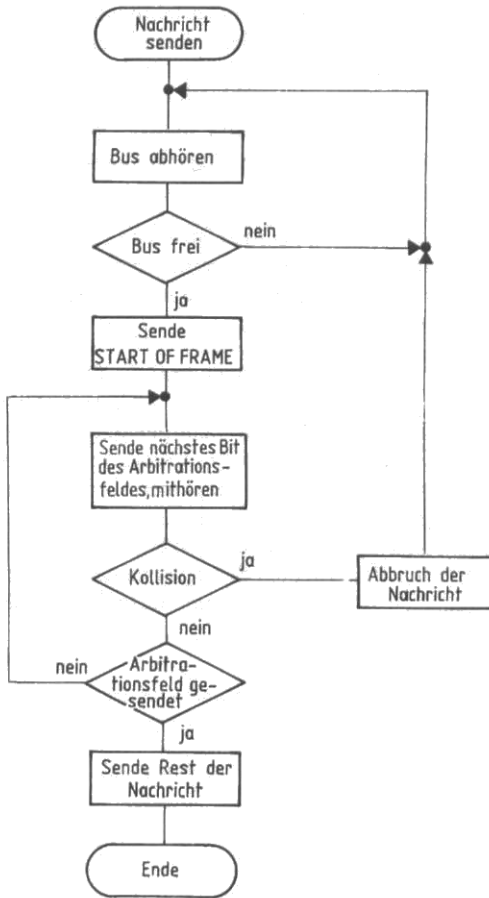 Nachricht
senden
Bus abhören
Bus frei
nein
ja
Sende
START OF FRAME
Sende nächstes Bit
des Arbitrations-
feldes, mithören
Kollision
ja
Abbruch der
Nachricht
nein
nein
Arbitra-
tionsfeld ge-
sendet
ja
Sende Rest der
Nachricht
Ende